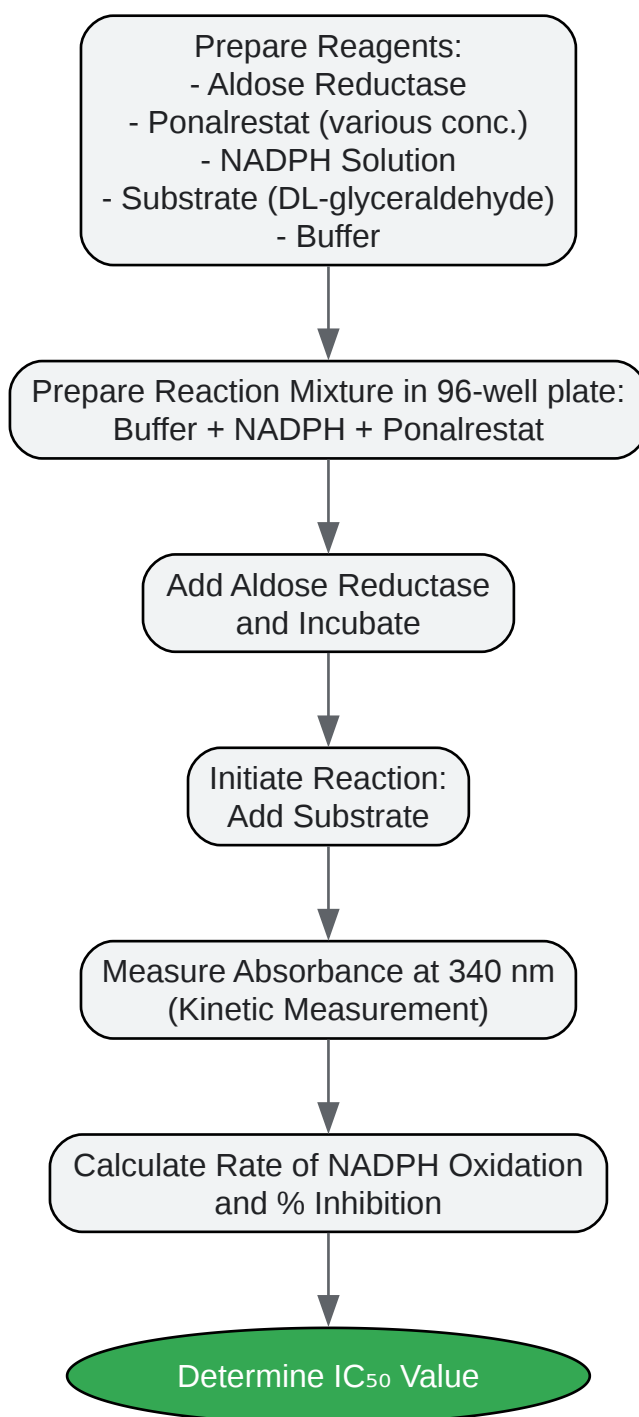 Prepare Reagents:
- Aldose Reductase
- Ponalrestat (various conc.)
- NADPH Solution
- Substrate (DL-glyceraldehyde)
- Buffer
Prepare Reaction Mixture in 96-well plate:
Buffer + NADPH + Ponalrestat
Add Aldose Reductase
and Incubate
Initiate Reaction:
Add Substrate
Measure Absorbance at 340 nm
(Kinetic Measurement)
Calculate Rate of NADPH Oxidation
and % Inhibition
Determine IC₅₀ Value